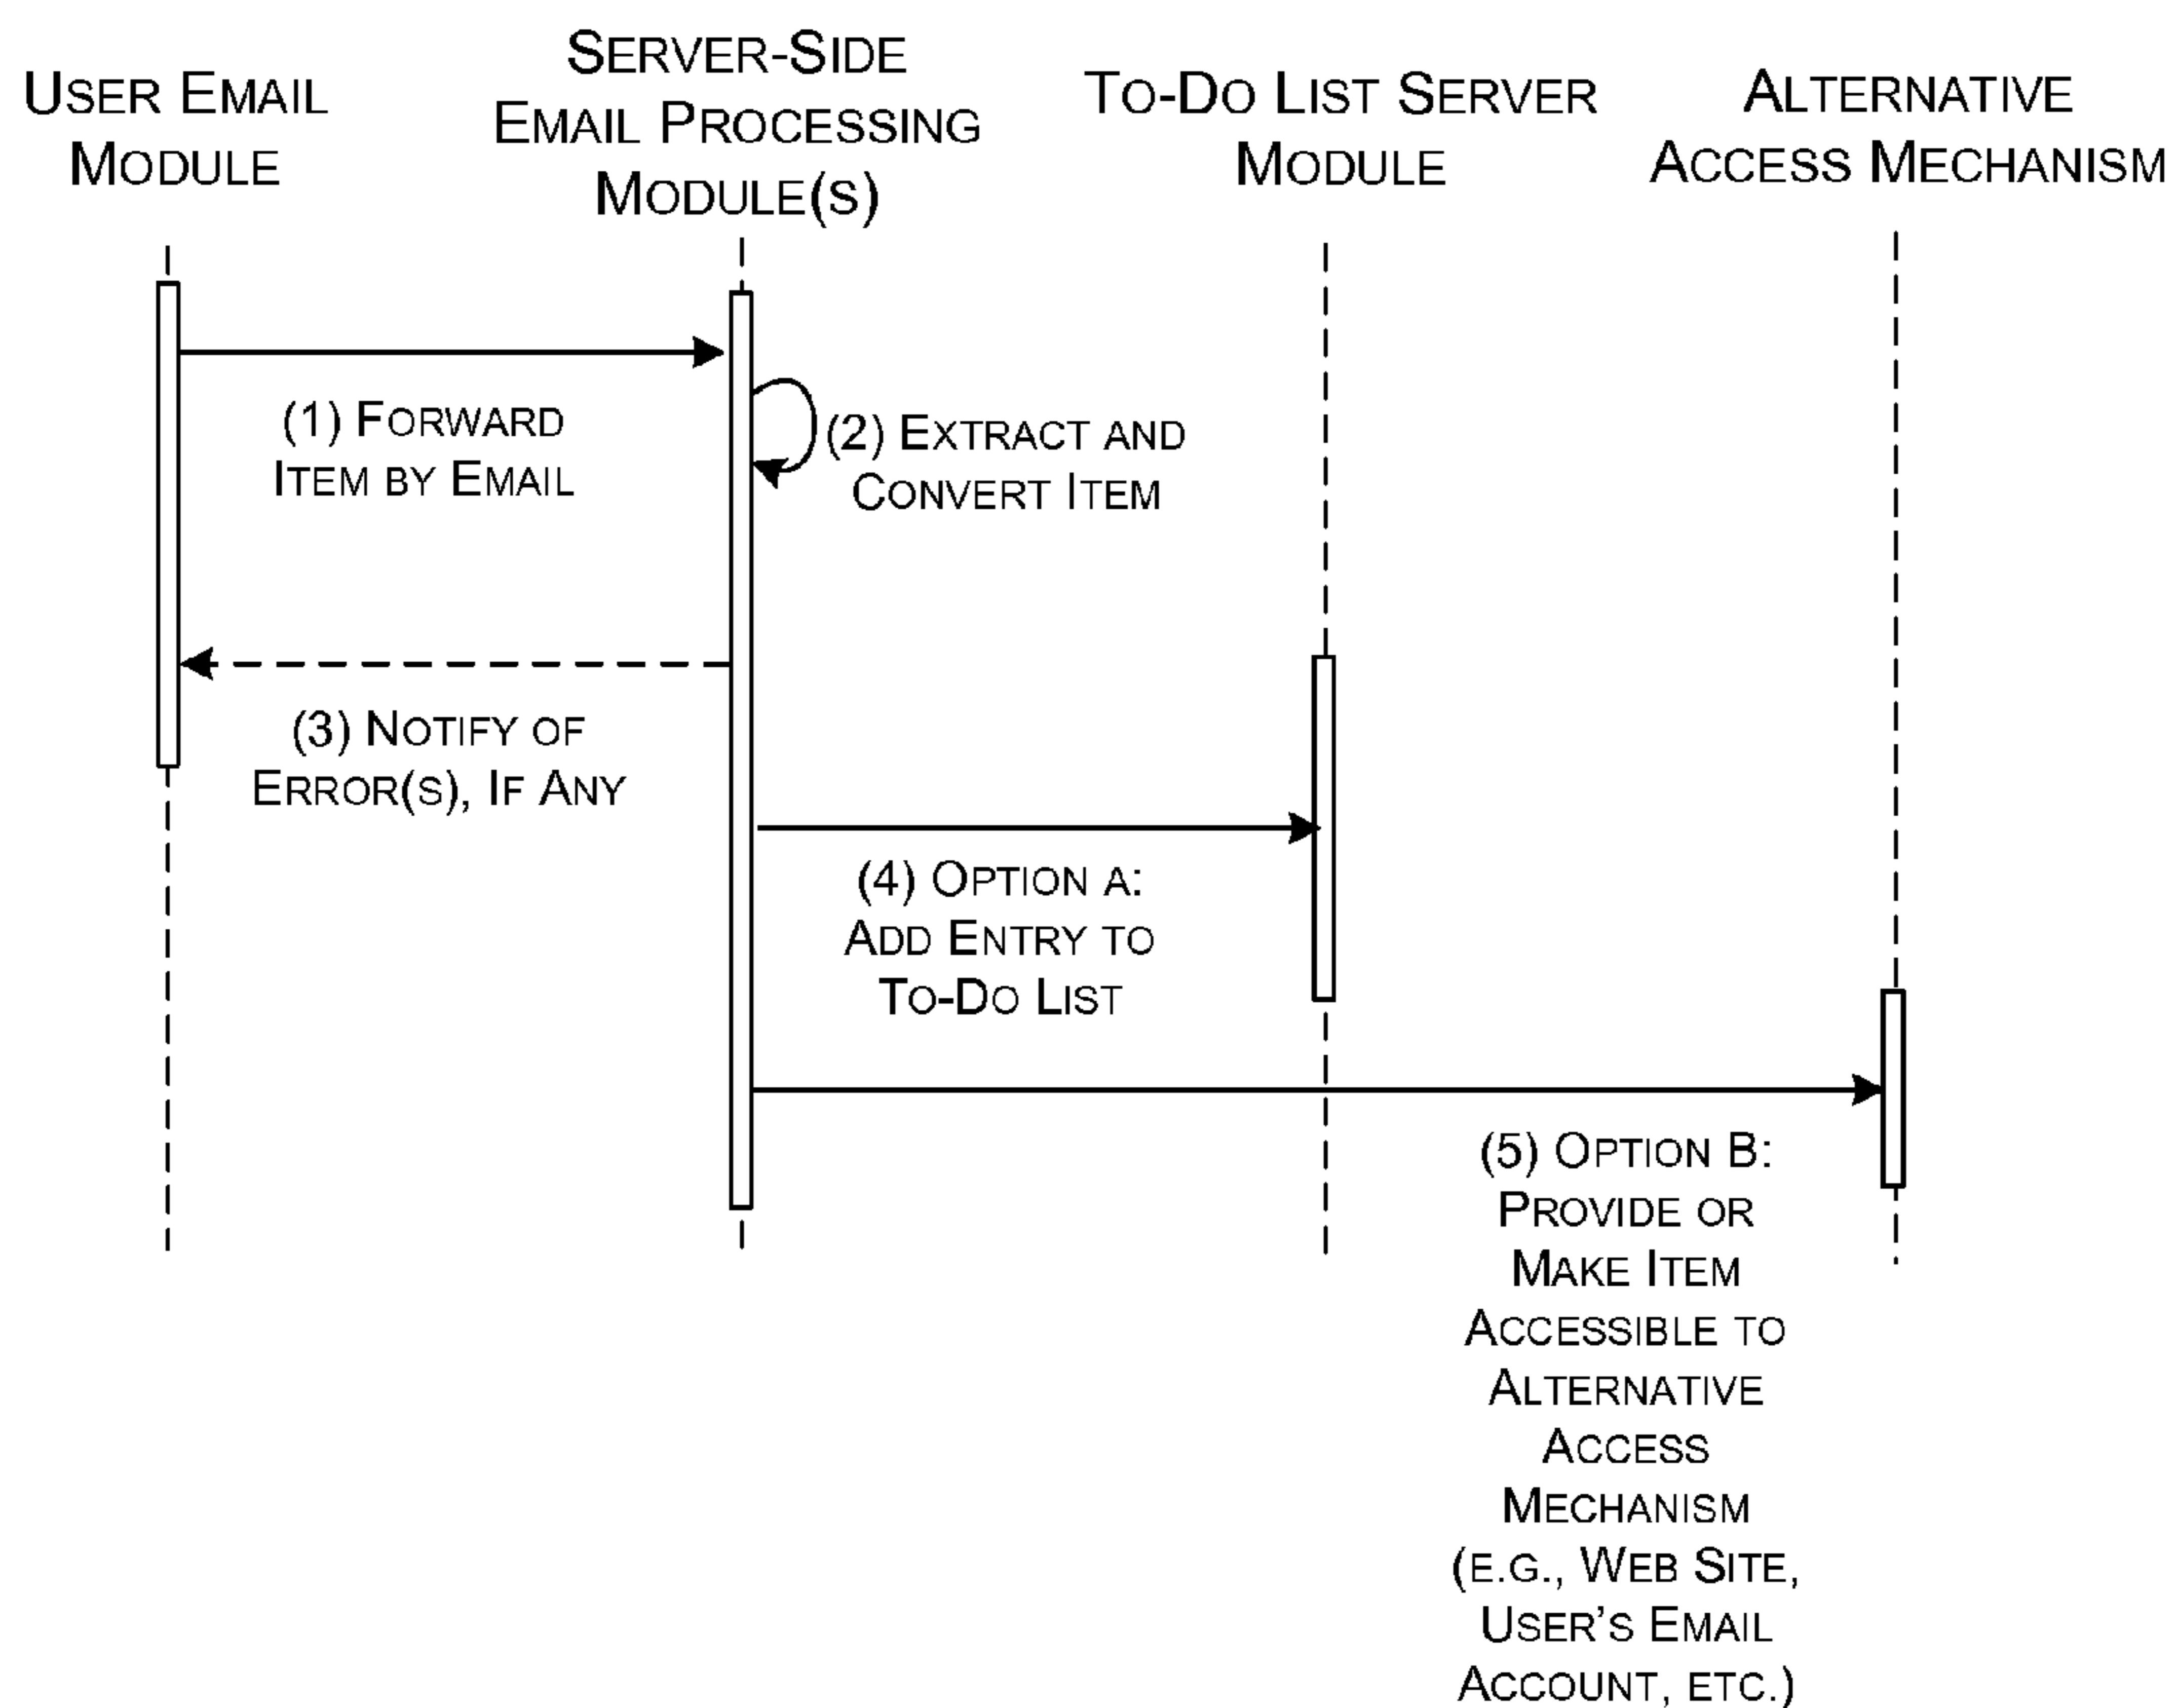 USER EMAIL
MODULE
SERVER-SIDE
EMAIL PROCESSING
MODULE(S)
TO-DO LIST SERVER
MODULE
ALTERNATIVE
ACCESS MECHANISM
(1) FORWARD
ITEM BY EMAIL
(2) EXTRACT AND
CONVERT ITEM
(3) NOTIFY OF
ERROR(S), IF ANY
(4) OPTION A:
ADD ENTRY TO
TO-DO LIST
(5) OPTION B:
PROVIDE OR
MAKE ITEM
ACCESSIBLE TO
ALTERNATIVE
ACCESS
MECHANISM
(E.G., WEB SITE,
USER'S EMAIL
ACCOUNT, ETC.)